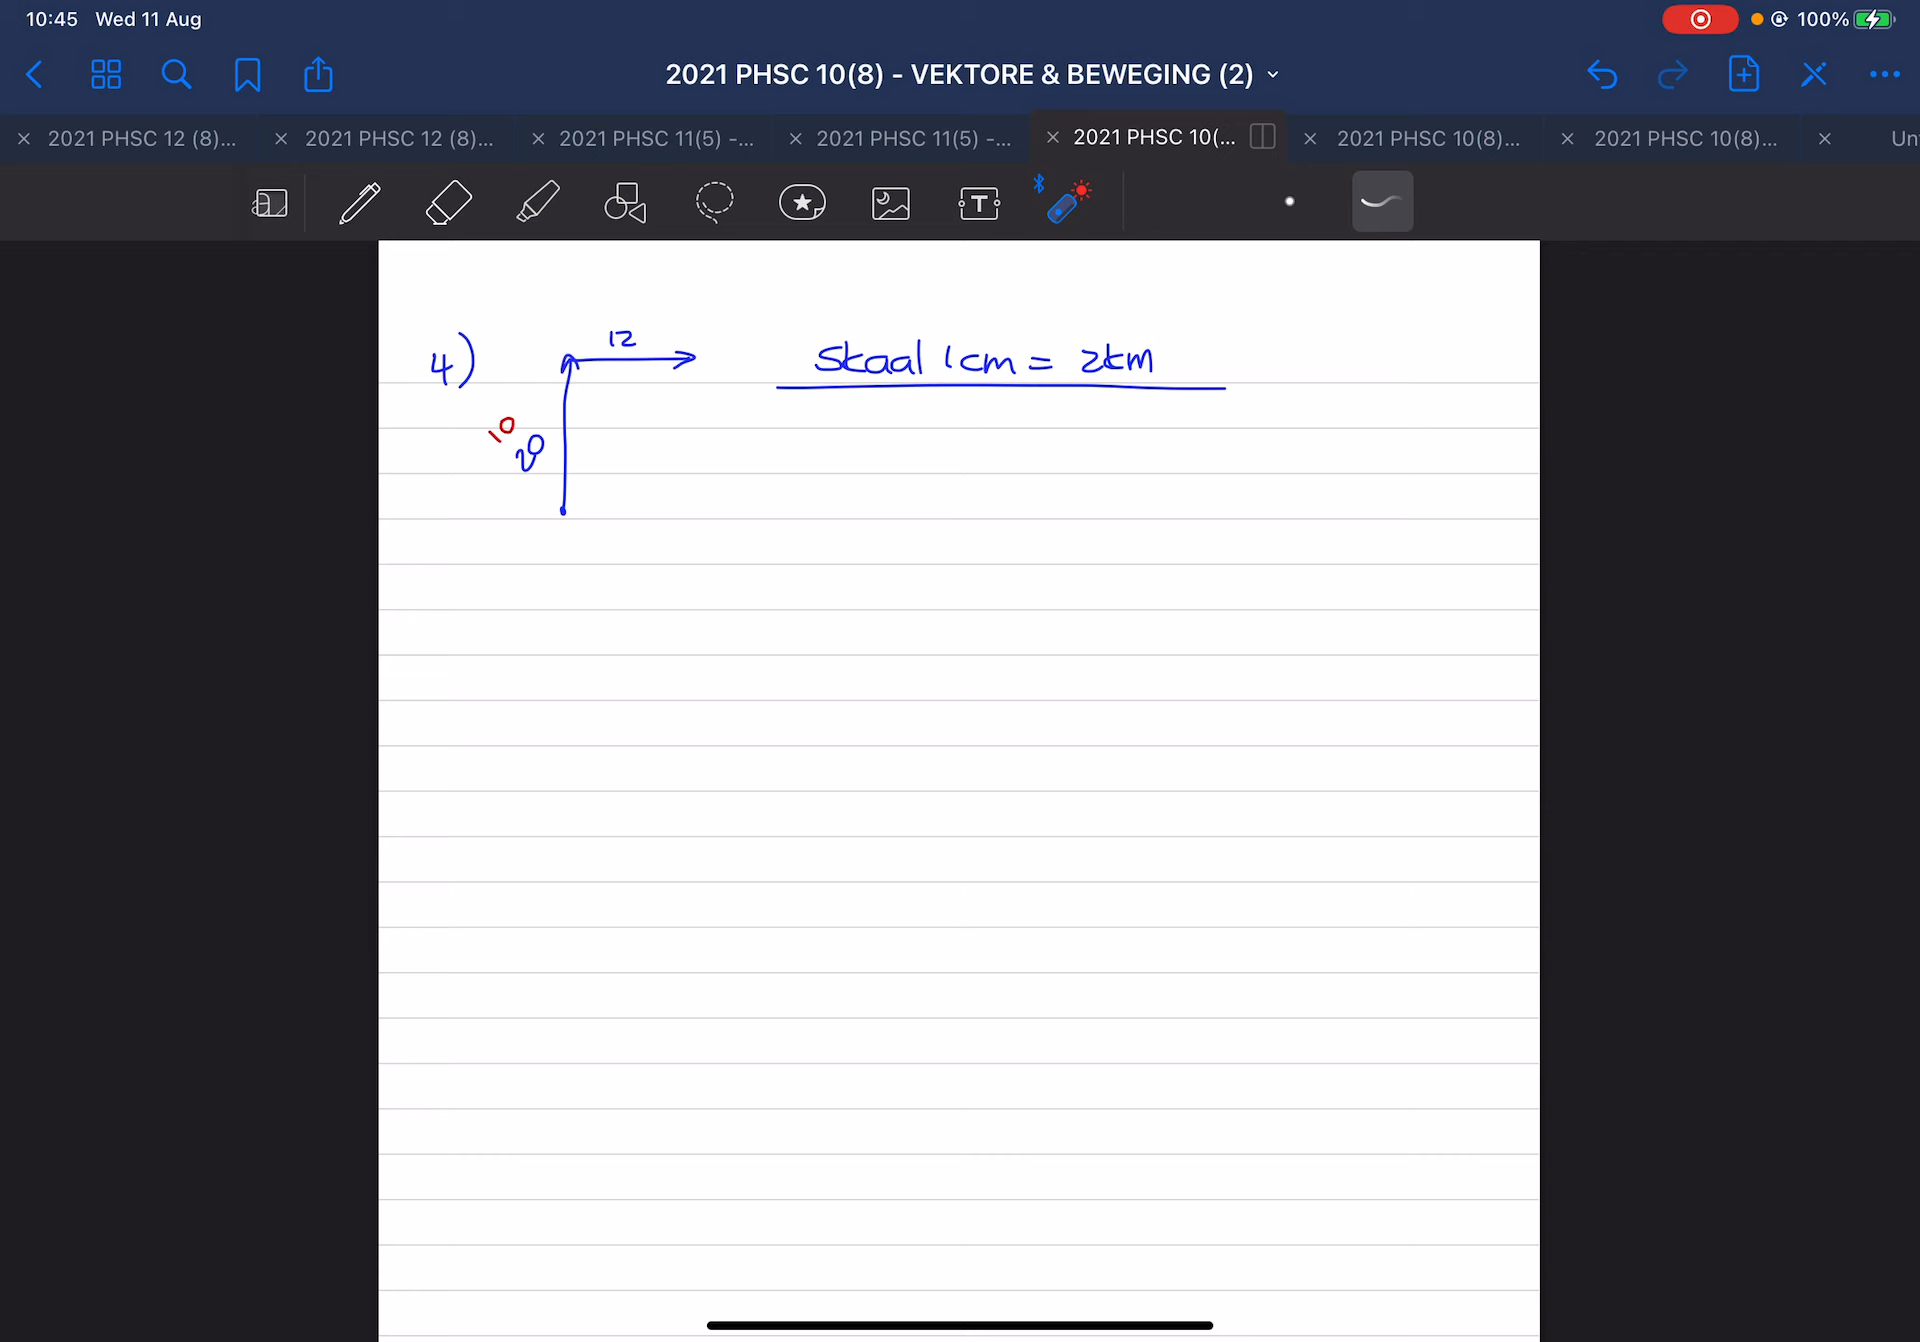 10:45 Wed 11 Aug 100%
2021 PHSC 10(8) - VEKTORE & BEWEGING (2)
2021 PHSC 12 (8)... 2021 PHSC 12 (8)... 2021 PHSC 11(5) -... 2021 PHSC 11(5) -... 2021 PHSC 10(... 2021 PHSC 10(8)... 2021 PHSC 10(8)... Un
T
4) 12 Skaal 1cm = 2km
10
20